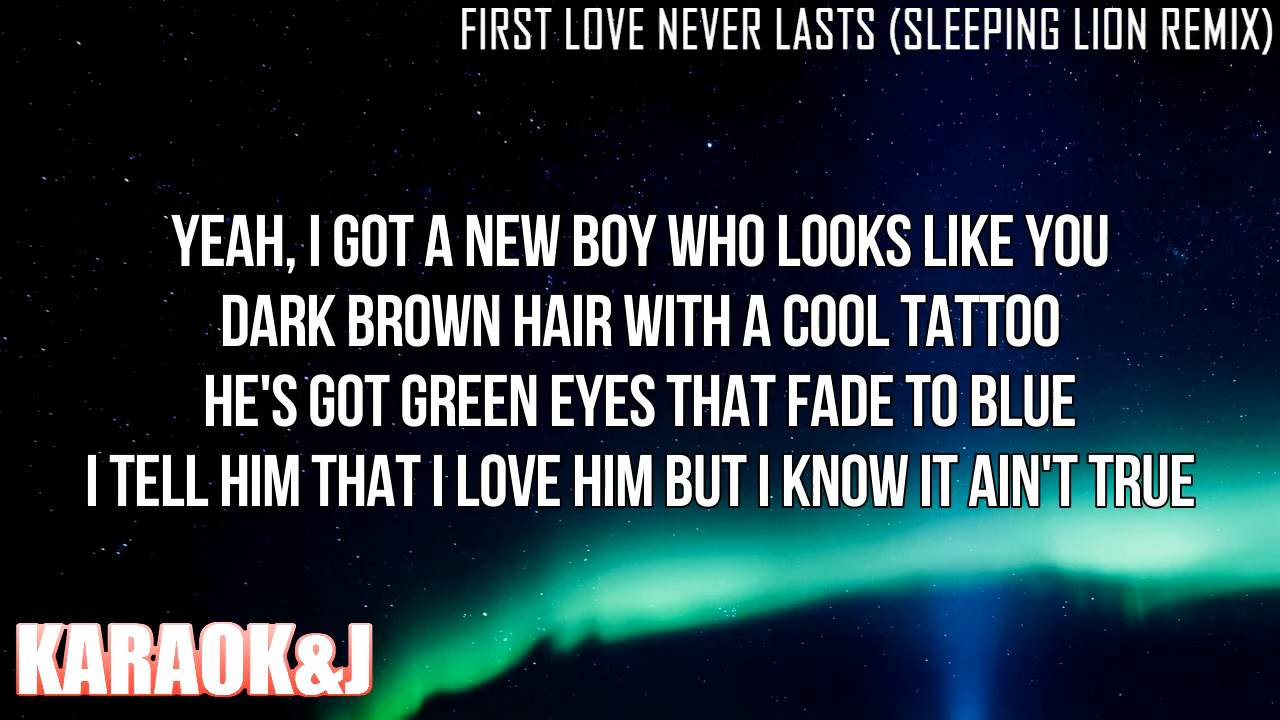 FIRST LOVE NEVER LASTS (SLEEPING LION REMIX)
YEAH, I GOT A NEW BOY WHO LOOKS LIKE YOU
DARK BROWN HAIR WITH A COOL TATTOO
HE'S GOT GREEN EYES THAT FADE TO BLUE
I TELL HIM THAT I LOVE HIM BUT I KNOW IT AIN'T TRUE
KARAOK&J